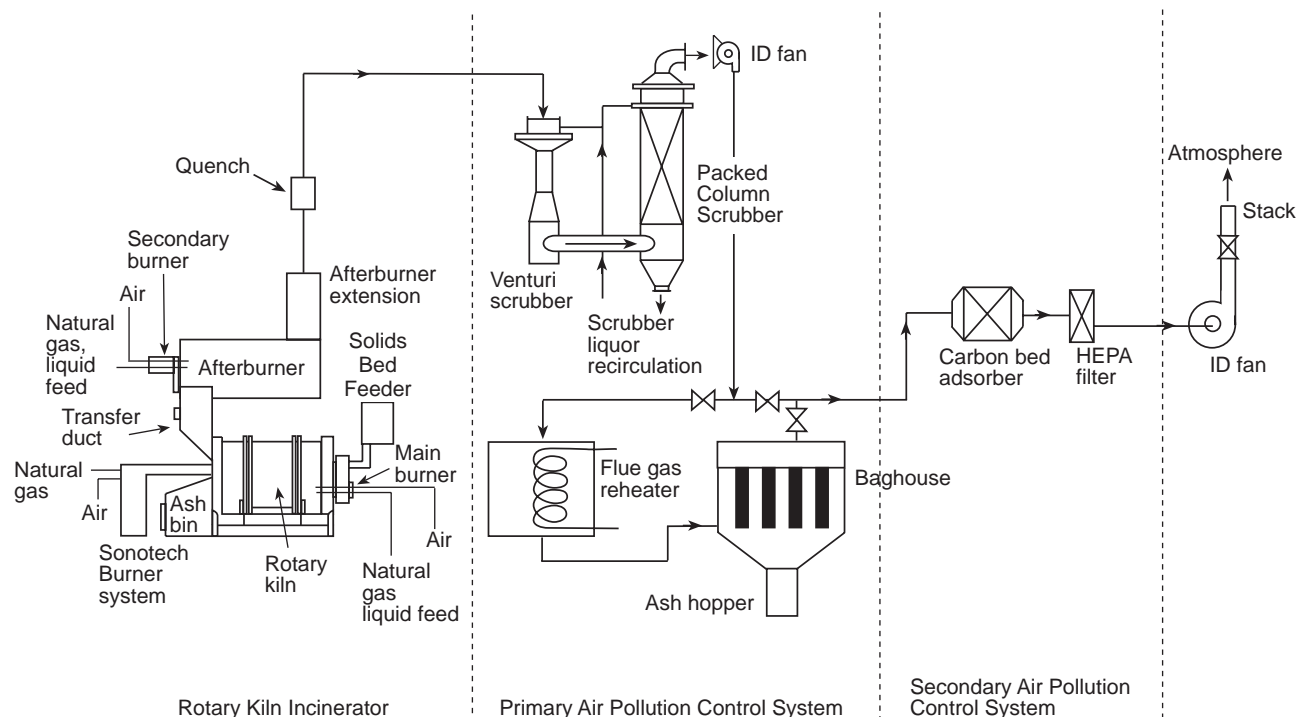 ID fan
Quench
Packed
Column
Scrubber
Atmosphere
Stack
Secondary
burner
Air
Natural
gas,
liquid
feed
Afterburner
extension
Afterburner
Solids
Bed
Feeder
Venturi
scrubber
Scrubber
liquor
recirculation
Carbon bed
adsorber
HEPA
filter
ID fan
Transfer
duct
Natural
gas
Air
Ash
bin
Sonotech
Burner
system
Rotary
kiln
Main
burner
Air
Natural
gas
liquid feed
Flue gas
reheater
Baghouse
Ash hopper
Rotary Kiln Incinerator
Primary Air Pollution Control System
Secondary Air Pollution
Control System